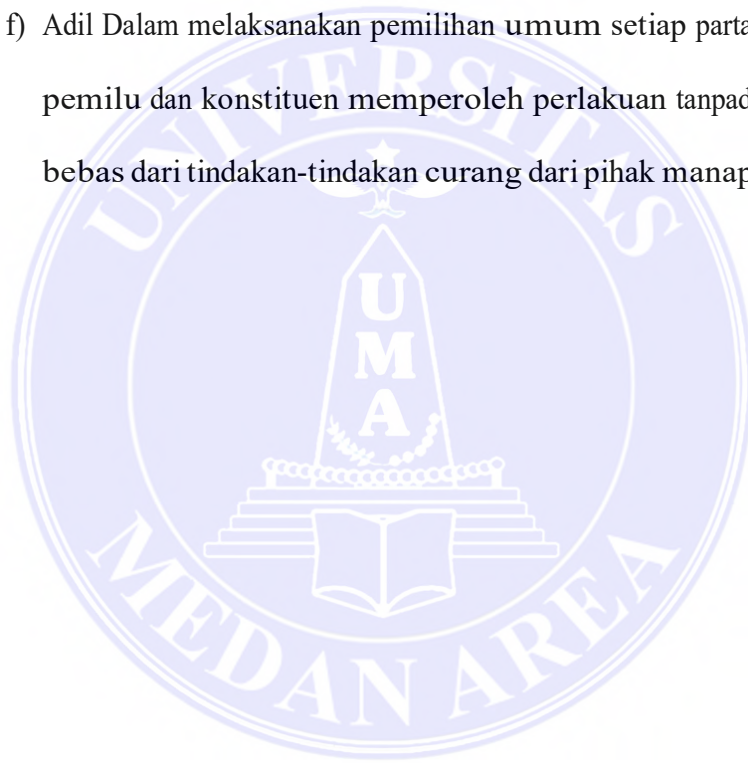 f) Adil Dalam melaksanakan pemilihan umum setiap
pemilu dan konstituen memperoleh perlakuan
bebas dari tindakan-tindakan curang dari pihak
UNIVERSITAS
U
M
A
MEDAN AREA